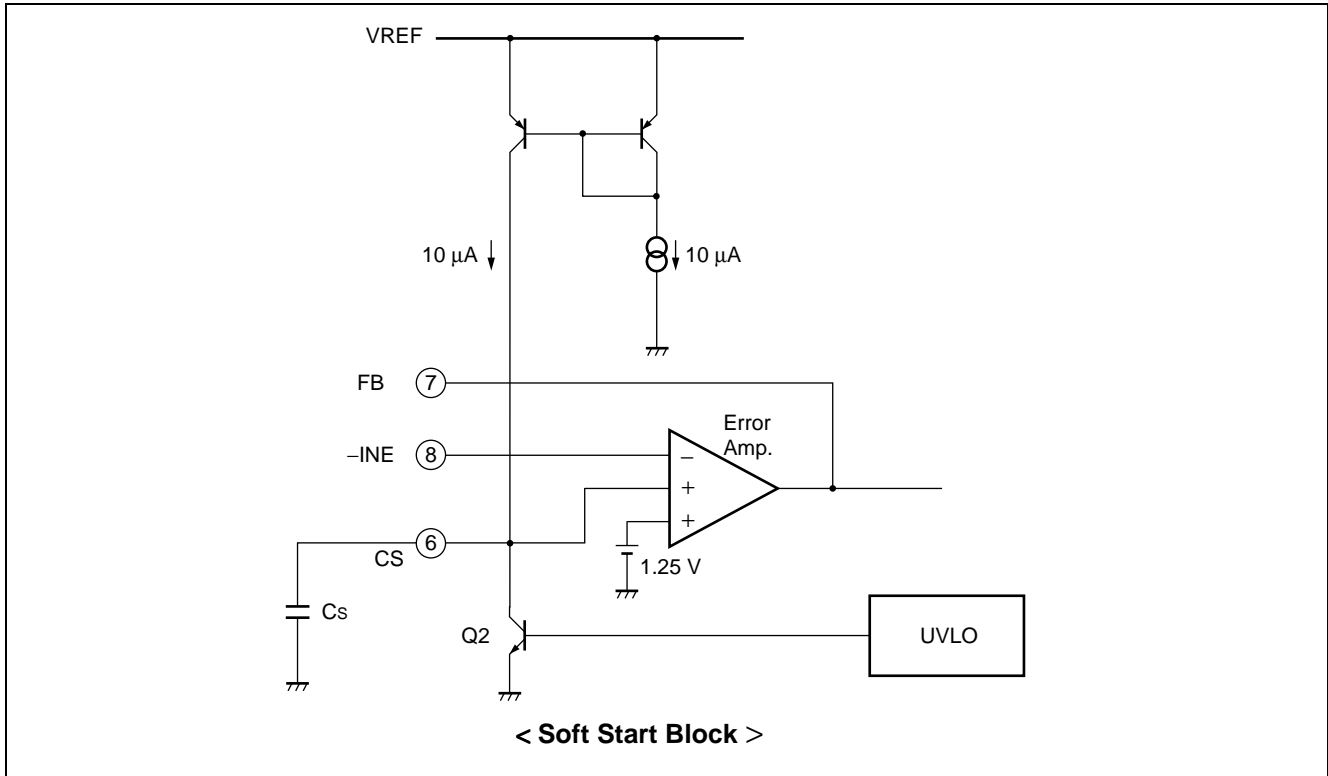 VREF
10 μA
10 μA
FB 7
Error
Amp.
–INE 8
−
+
+
CS 6
1.25 V
Cs
Q2
UVLO
< Soft Start Block >